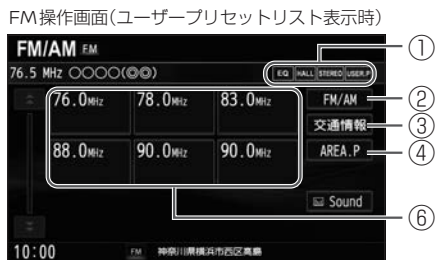 FM操作画面(ユーザープリセットリスト表示時)
FM/AM FM
76.5 MHz ○○○○(◎◎) EQ HALL STEREO USER.P ①
76.0MHz 78.0MHz 83.0MHz FM/AM ②
交通情報 ③
88.0MHz 90.0MHz 90.0MHz AREA.P ④
Sound
⑥
10:00 FM 神奈川県横浜市西区高島